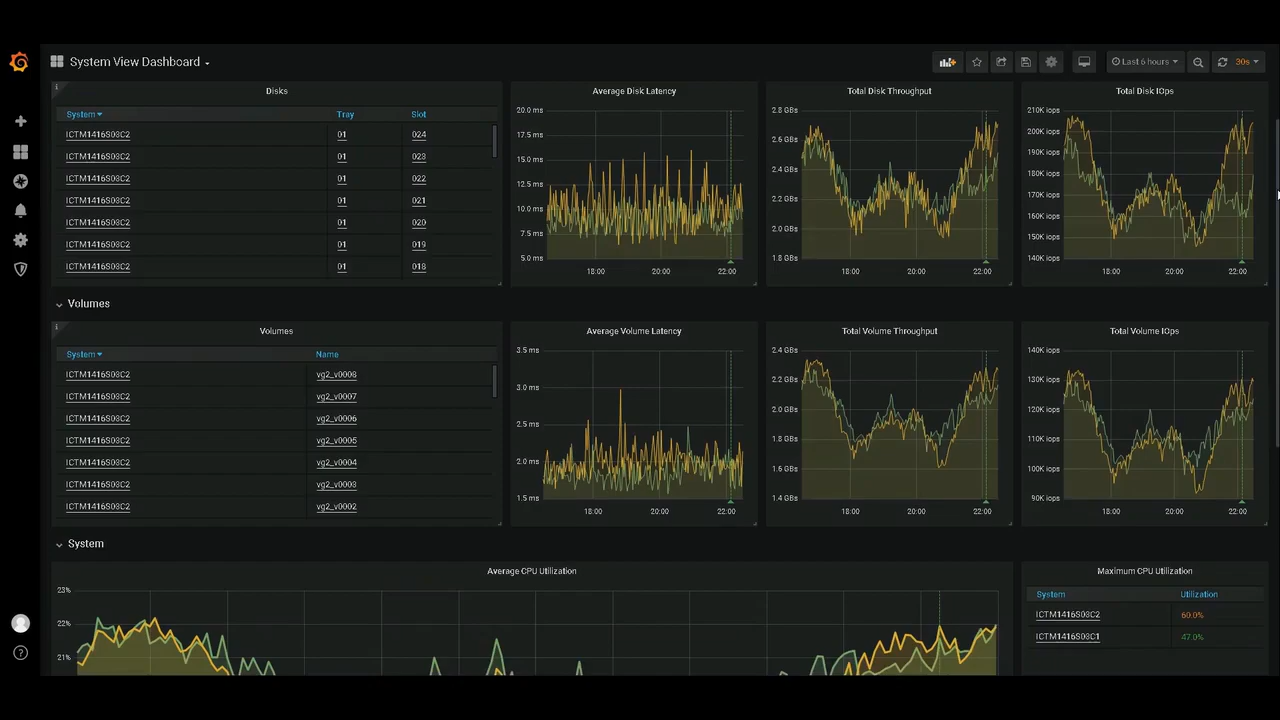 System View Dashboard
Last 6 hours
30s
Disks
System Tray Slot
ICTM1416S03C2 01 024
ICTM1416S03C2 01 023
ICTM1416S03C2 01 022
ICTM1416S03C2 01 021
ICTM1416S03C2 01 020
ICTM1416S03C2 01 019
ICTM1416S03C2 01 018
Average Disk Latency
20.0 ms
17.5 ms
15.0 ms
12.5 ms
10.0 ms
7.5 ms
5.0 ms
18:00 20:00 22:00
Total Disk Throughput
2.8 GBs
2.6 GBs
2.4 GBs
2.2 GBs
2.0 GBs
1.8 GBs
18:00 20:00 22:00
Total Disk IOps
210K iops
200K iops
190K iops
180K iops
170K iops
160K iops
150K iops
140K iops
18:00 20:00 22:00
Volumes
Volumes
System Name
ICTM1416S03C2 vg2_v0008
ICTM1416S03C2 vg2_v0007
ICTM1416S03C2 vg2_v0006
ICTM1416S03C2 vg2_v0005
ICTM1416S03C2 vg2_v0004
ICTM1416S03C2 vg2_v0003
ICTM1416S03C2 vg2_v0002
Average Volume Latency
3.5 ms
3.0 ms
2.5 ms
2.0 ms
1.5 ms
18:00 20:00 22:00
Total Volume Throughput
2.4 GBs
2.2 GBs
2.0 GBs
1.8 GBs
1.6 GBs
1.4 GBs
18:00 20:00 22:00
Total Volume IOps
140K iops
130K iops
120K iops
110K iops
100K iops
90K iops
18:00 20:00 22:00
System
Average CPU Utilization
23%
22%
21%
Maximum CPU Utilization
System Utilization
ICTM1416S03C2 60.0%
ICTM1416S03C1 47.0%